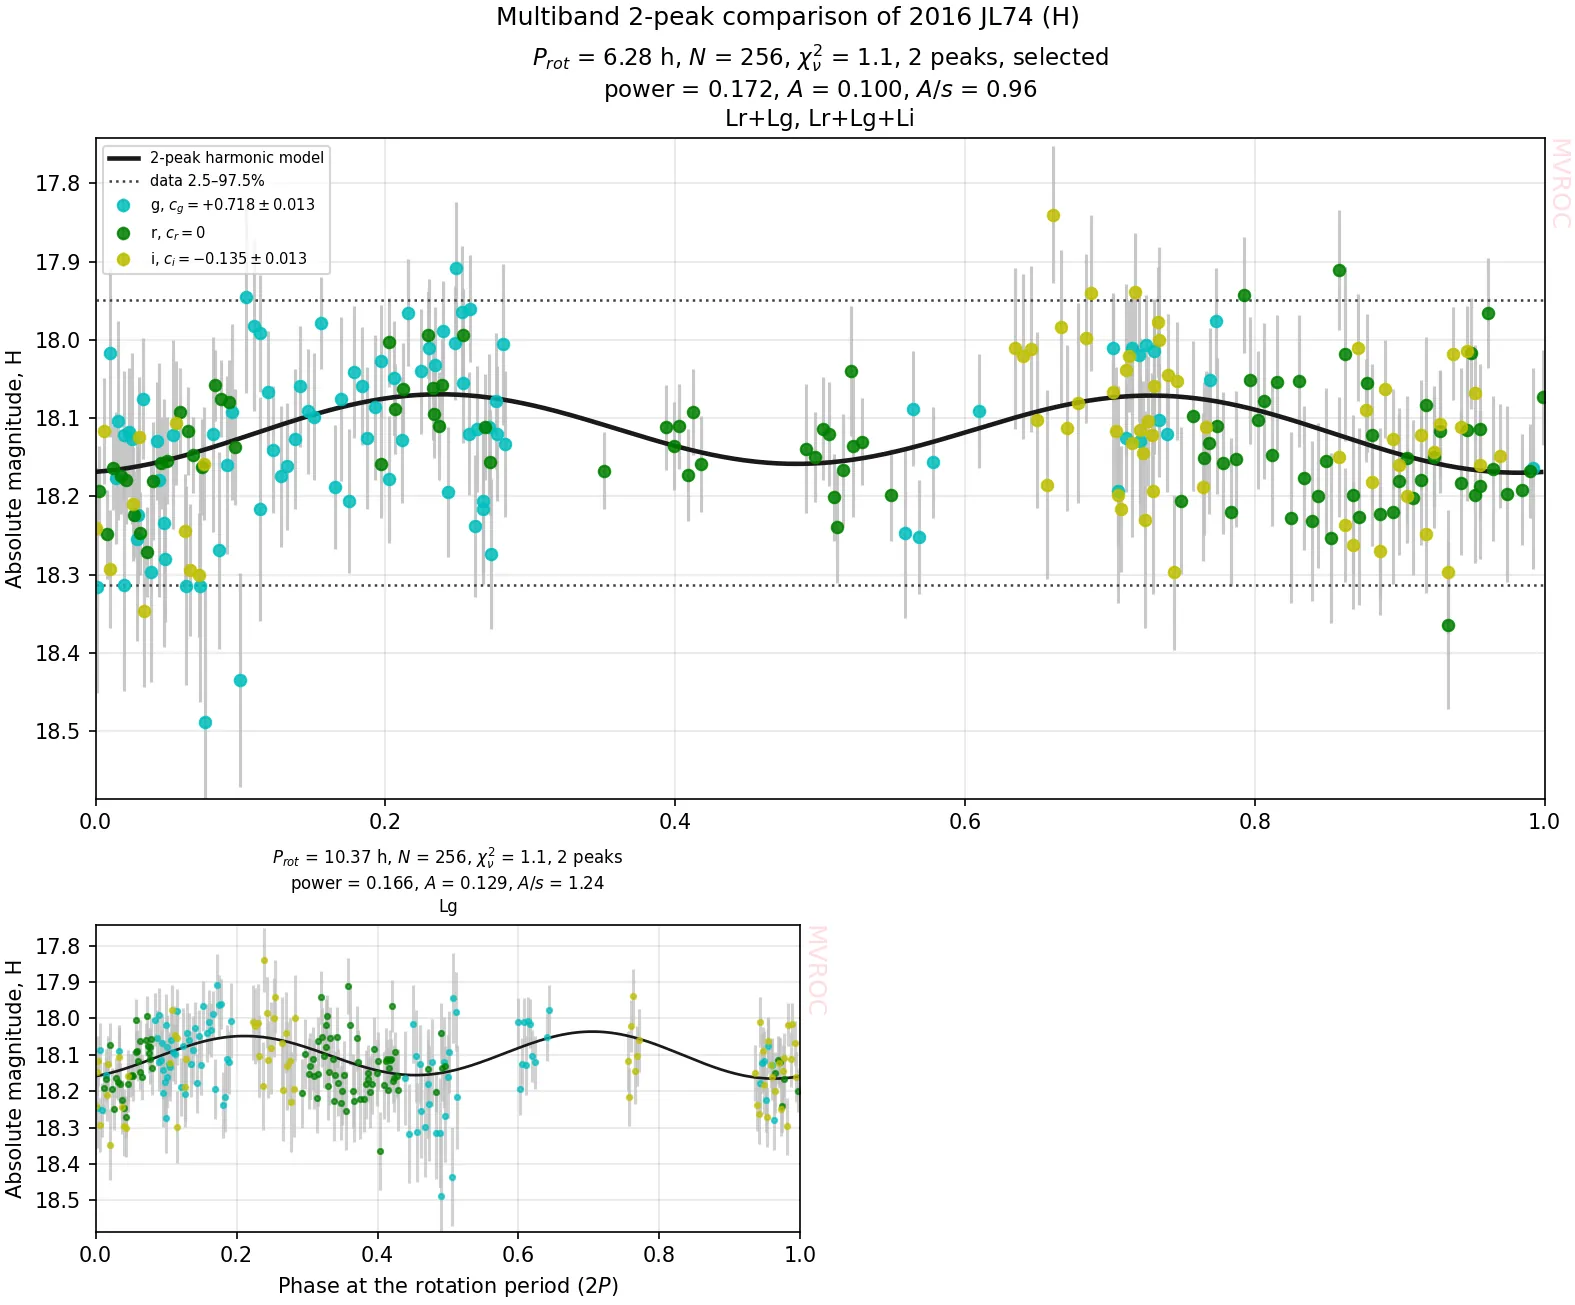 Multiband 2-peak comparison of 2016 JL74 (H)
P_rot = 6.28 h, N = 256, χ²_ν = 1.1, 2 peaks, selected
power = 0.172, A = 0.100, A/s = 0.96
Lr+Lg, Lr+Lg+Li
2-peak harmonic model
data 2.5–97.5%
g, c_g = +0.718 ± 0.013
r, c_r = 0
i, c_i = −0.135 ± 0.013
MVROC
Absolute magnitude, H
17.8
17.9
18.0
18.1
18.2
18.3
18.4
18.5
0.0 0.2 0.4 0.6 0.8 1.0
P_rot = 10.37 h, N = 256, χ²_ν = 1.1, 2 peaks
power = 0.166, A = 0.129, A/s = 1.24
Lg
MVROC
Absolute magnitude, H
17.8
17.9
18.0
18.1
18.2
18.3
18.4
18.5
0.0 0.2 0.4 0.6 0.8 1.0
Phase at the rotation period (2P)